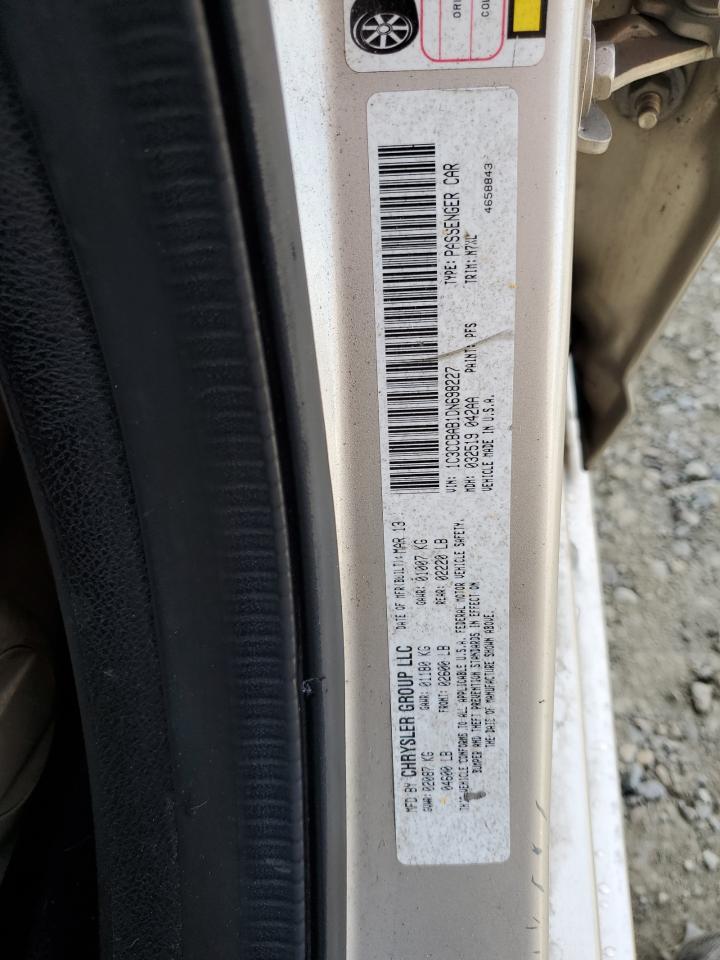 MFD BY CHRYSLER GROUP LLC DATE OF MFR(BUILT):MAR 13
GVWR:02087 KG GAWR:01180 KG GAWR:01007 KG
04600 LB FRONT:02600 LB REAR:02220 LB
THIS VEHICLE CONFORMS TO ALL APPLICABLE U.S.A. FEDERAL MOTOR VEHICLE SAFETY,
BUMPER AND THEFT PREVENTION STANDARDS IN EFFECT ON
THE DATE OF MANUFACTURE SHOWN ABOVE.
VIN: 1C3CCBAB1DN698227 TYPE: PASSENGER CAR
MDH: 032519 042AA PAINT: PFS TRIM: M7XL
VEHICLE MADE IN U.S.A. 4658843